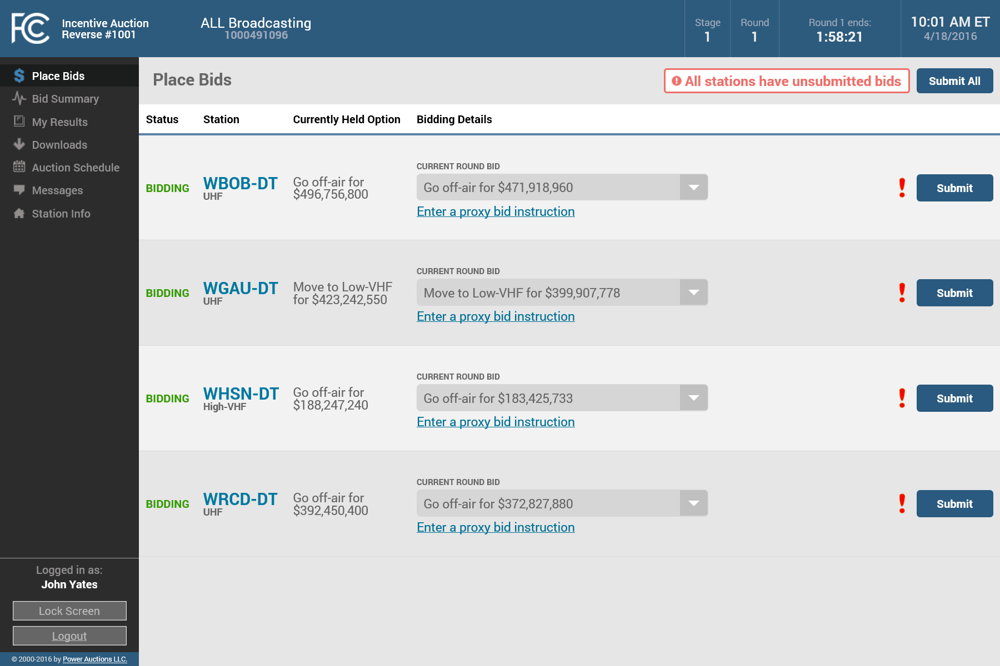 FCC
Incentive Auction
Reverse #1001
ALL Broadcasting
1000491096
Stage
1
Round
1
Round 1 ends:
1:58:21
10:01 AM ET
4/18/2016
Place Bids
Bid Summary
My Results
Downloads
Auction Schedule
Messages
Station Info
Logged in as:
John Yates
Lock Screen
Logout
© 2000-2016 by Power Auctions LLC.
Place Bids
All stations have unsubmitted bids
Submit All
Status Station Currently Held Option Bidding Details
BIDDING
WBOB-DT
UHF
Go off-air for
$496,756,800
CURRENT ROUND BID
Go off-air for $471,918,960
Enter a proxy bid instruction
Submit
BIDDING
WGAU-DT
UHF
Move to Low-VHF
for $423,242,550
CURRENT ROUND BID
Move to Low-VHF for $399,907,778
Enter a proxy bid instruction
Submit
BIDDING
WHSN-DT
High-VHF
Go off-air for
$188,247,240
CURRENT ROUND BID
Go off-air for $183,425,733
Enter a proxy bid instruction
Submit
BIDDING
WRCD-DT
UHF
Go off-air for
$392,450,400
CURRENT ROUND BID
Go off-air for $372,827,880
Enter a proxy bid instruction
Submit